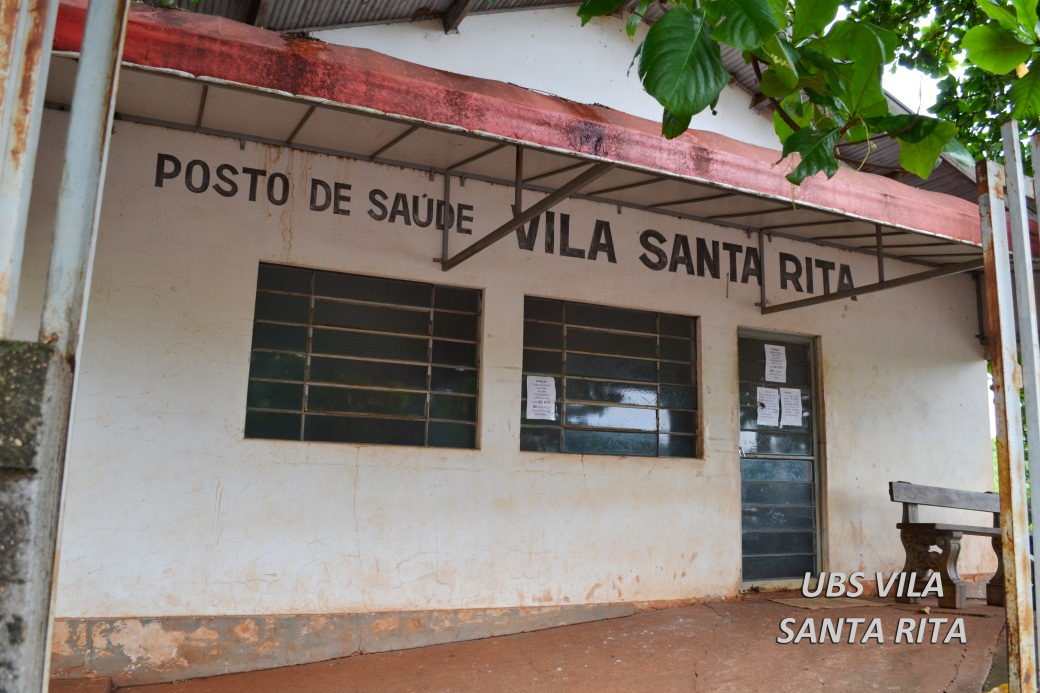 POSTO DE SAÚDE VILA SANTA RITA
UBS VILA
SANTA RITA